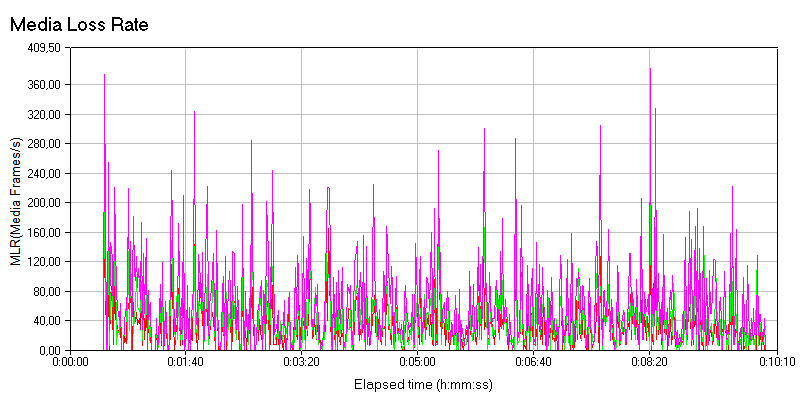 Media Loss Rate
409,50
360,00
320,00
280,00
240,00
200,00
160,00
120,00
80,00
40,00
0,00
MLR(Media Frames/s)
0:00:00 0:01:40 0:03:20 0:05:00 0:06:40 0:08:20 0:10:10
Elapsed time (h:mm:ss)